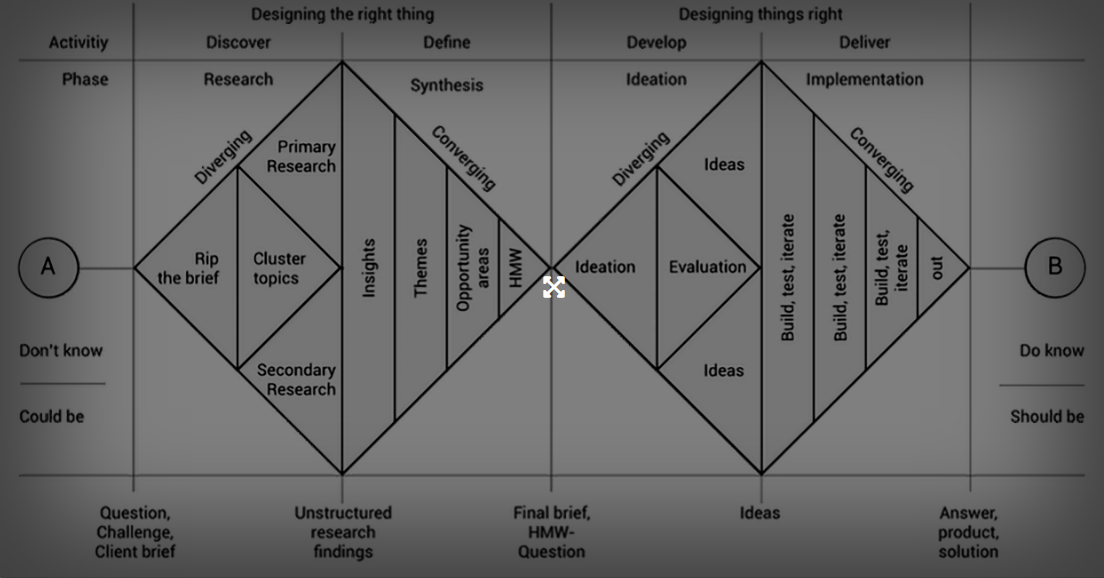 Designing the right thing
Designing things right
Activitiy
Discover
Define
Develop
Deliver
Phase
Research
Synthesis
Ideation
Implementation
Diverging
Converging
Diverging
Converging
Primary
Research
Ideas
A
Rip
the brief
Cluster
topics
Insights
Themes
Opportunity
areas
HMW
Ideation
Evaluation
Build, test, iterate
Build, test, iterate
Build, test,
iterate
out
B
Secondary
Research
Ideas
Don't know
Do know
Could be
Should be
Question,
Challenge,
Client brief
Unstructured
research
findings
Final brief,
HMW-
Question
Ideas
Answer,
product,
solution